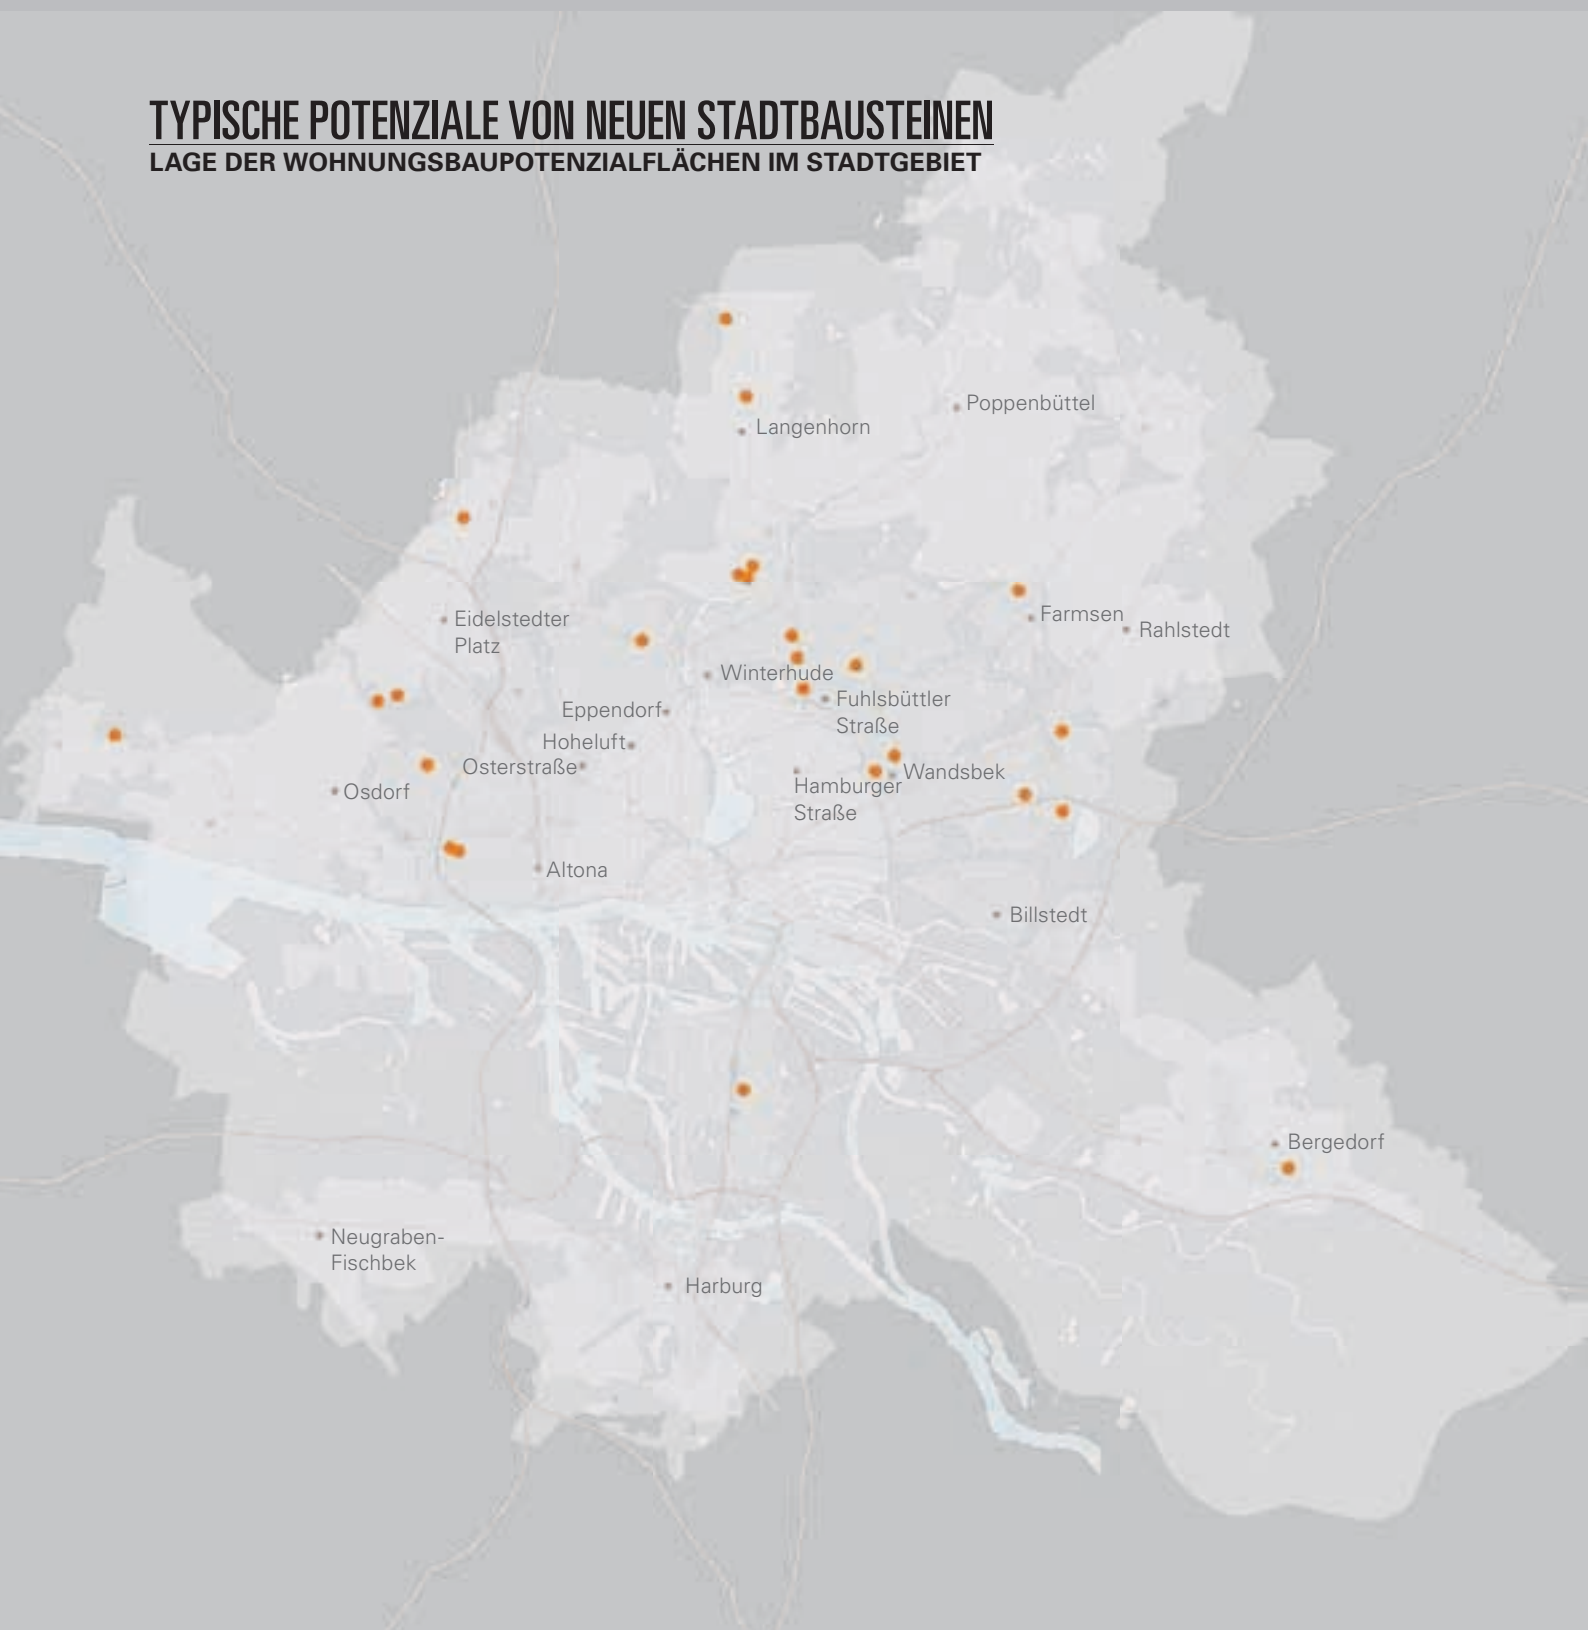 TYPISCHE POTENZIALE VON NEUEN STADTBAUSTEINEN
LAGE DER WOHNUNGSBAUPOTENZIALFLÄCHEN IM STADTGEBIET
Poppenbüttel
Langenhorn
Eidelstedter
Platz
Farmsen
Rahlstedt
Winterhude
Fuhlsbüttler
Straße
Eppendorf
Hoheluft
Osterstraße
Osdorf
Wandsbek
Hamburger
Straße
Altona
Billstedt
Bergedorf
Neugraben-
Fischbek
Harburg